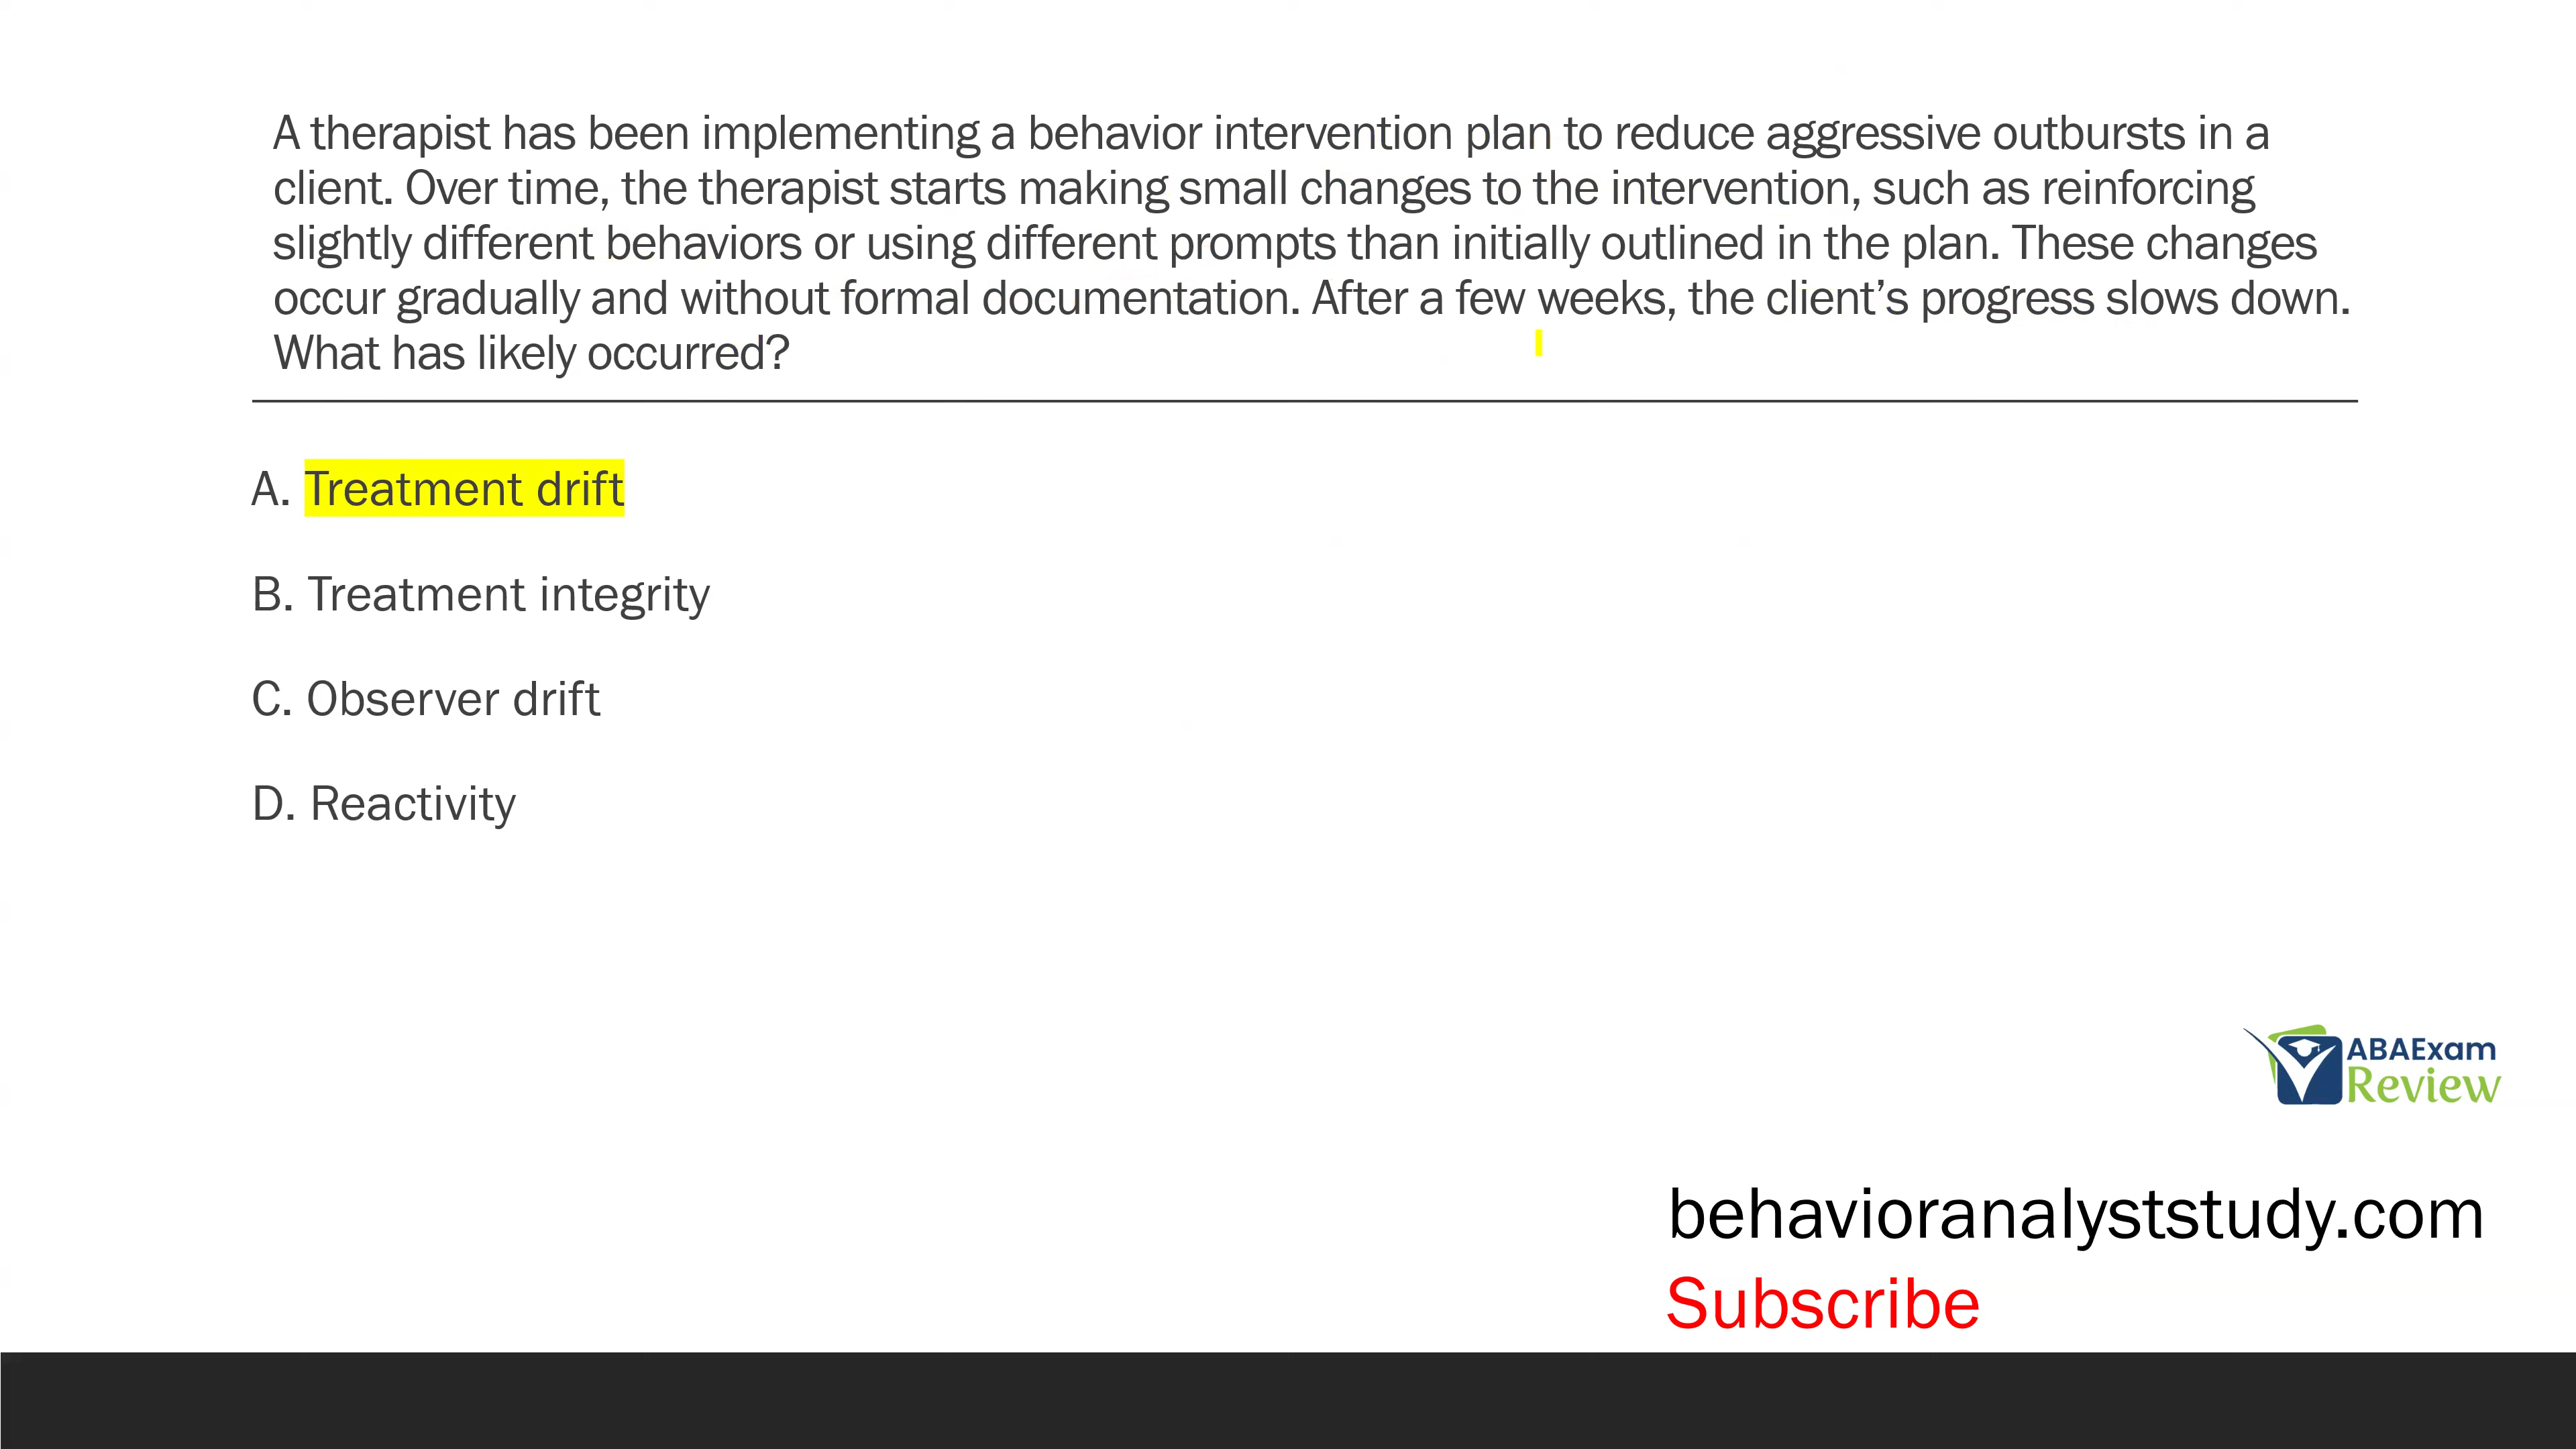 A therapist has been implementing a behavior intervention plan to reduce aggressive outbursts in a
client. Over time, the therapist starts making small changes to the intervention, such as reinforcing
slightly different behaviors or using different prompts than initially outlined in the plan. These changes
occur gradually and without formal documentation. After a few weeks, the client’s progress slows down.
What has likely occurred?
A. Treatment drift
B. Treatment integrity
C. Observer drift
D. Reactivity
ABAExam
Review
behavioranalyststudy.com
Subscribe